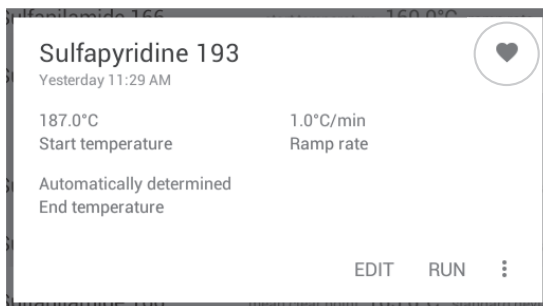 Sulfapyridine 193
Yesterday 11:29 AM
187.0°C 1.0°C/min
Start temperature Ramp rate
Automatically determined
End temperature
EDIT RUN